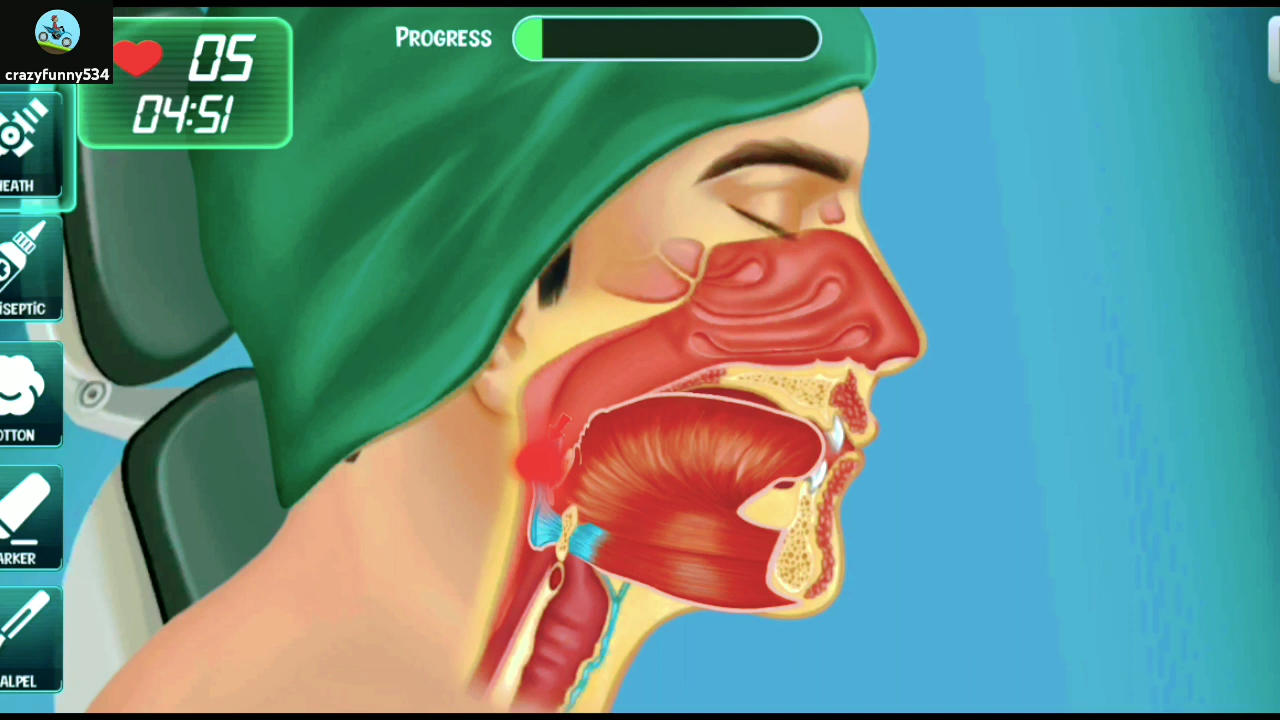 crazyfunny534
05
04:51
PROGRESS
HEATH
ISEPTIC
OTTON
ARKER
ALPEL